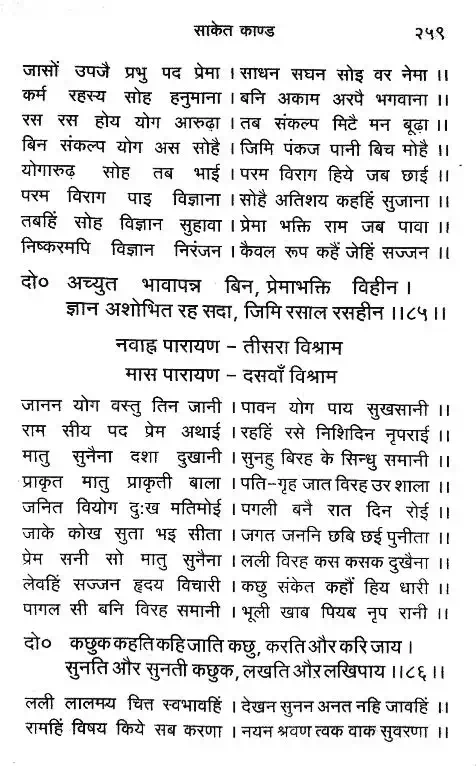 साकेत काण्ड २५९
जासों उपजै प्रभु पद प्रेमा । साधन सघन सोइ वर नेमा ।।
कर्म रहस्य सोह हनुमाना । बनि अकाम अरपै भगवाना ।।
रस रस होय योग आरुढ़ा । तब संकल्प मिटै मन बूढ़ा ।।
बिन संकल्प योग अस सोहै । जिमि पंकज पानी बिच मोहै ।।
योगारुढ़ सोह तब भाई । परम विराग हिये जब छाई ।।
परम विराग पाइ विज्ञाना । सोहै अतिशय कहहिं सुजाना ।।
तबहिं सोह विज्ञान सुहावा । प्रेमा भक्ति राम जब पावा ।।
निष्करमपि विज्ञान निरंजन । कैवल रूप कहैं जेहिं सज्जन ।।
दो० अच्युत भावापन्न बिन, प्रेमाभक्ति विहीन ।
ज्ञान अशोभित रह सदा, जिमि रसाल रसहीन ।।८५।।
नवाह्न पारायण – तीसरा विश्राम
मास पारायण – दसवाँ विश्राम
जानन योग वस्तु तिन जानी । पावन योग पाय सुखसानी ।।
राम सीय पद प्रेम अथाई । रहहिं रसे निशिदिन नृपराई ।।
मातु सुनैना दशा दुखानी । सुनहु बिरह के सिन्धु समानी ।।
प्राकृत मातु प्राकृती बाला । पति-गृह जात विरह उर शाला ।।
जनित वियोग दु:ख मतिमोई । पगली बनै रात दिन रोई ।।
जाके कोख सुता भइ सीता । जगत जननि छबि छई पुनीता ।।
प्रेम सनी सो मातु सुनैना । लली विरह कस कसक दुखैना ।।
लेवहिं सज्जन हृदय विचारी । कछु संकेत कहौं हिय धारी ।।
पागल सी बनि विरह समानी । भूली खाब पियब नृप रानी ।।
दो० कछुक कहति कहि जाति कछु, करति और करि जाय ।
सुनति और सुनती कछुक, लखति और लखिपाय ।।८६।।
लली लालमय चित्त स्वभावहिं । देखन सुनन अनत नहि जावहिं ।।
रामहिं विषय किये सब करणा । नयन श्रवण त्वक वाक सुवरणा ।।